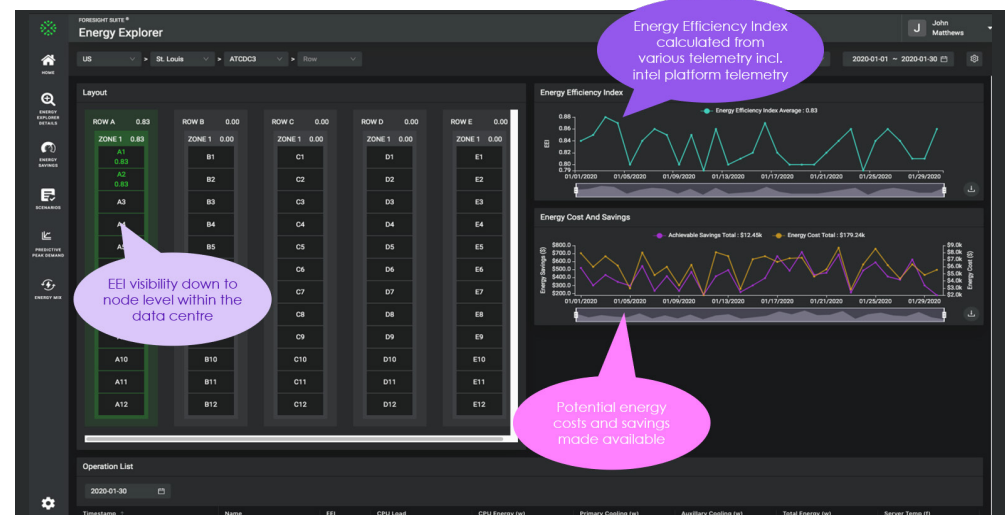 FORESIGHT SUITE ®
Energy Explorer
J John Matthews
US > St. Louis > ATCDC3 > Row
2020-01-01 ~ 2020-01-30
HOME
ENERGY EXPLORER DETAILS
ENERGY SAVINGS
SCENARIOS
PREDICTIVE PEAK DEMAND
ENERGY MIX
Layout
ROW A 0.83 ROW B 0.00 ROW C 0.00 ROW D 0.00 ROW E 0.00
ZONE 1 0.83 ZONE 1 0.00 ZONE 1 0.00 ZONE 1 0.00 ZONE 1 0.00
A1 0.83 B1 C1 D1 E1
A2 0.83 B2 C2 D2 E2
A3 B3 C3 D3 E3
B4 C4 D4 E4
B5 C5 D5 E5
C6 D6 E6
C7 D7 E7
C8 D8 E8
C9 D9 E9
A10 B10 C10 D10 E10
A11 B11 C11 D11 E11
A12 B12 C12 D12 E12
EEI visibility down to
node level within the
data centre
Energy Efficiency Index
calculated from
various telemetry incl.
intel platform telemetry
Energy Efficiency Index
Energy Efficiency Index Average : 0.83
EEI
0.88
0.86
0.84
0.82
0.80
0.79
01/01/2020 01/05/2020 01/09/2020 01/13/2020 01/17/2020 01/21/2020 01/25/2020 01/29/2020
Energy Cost And Savings
Achievable Savings Total : $12.45k Energy Cost Total : $179.24k
Energy Savings ($)
$800.0
$700.0
$600.0
$500.0
$400.0
$300.0
$200.0
Energy Cost ($)
$9.0k
$8.0k
$7.0k
$6.0k
$5.0k
$4.0k
$3.0k
$2.0k
01/01/2020 01/05/2020 01/09/2020 01/13/2020 01/17/2020 01/21/2020 01/25/2020 01/29/2020
Potential energy
costs and savings
made available
Operation List
2020-01-30
Timestamp Name EEI CPU Load CPU Energy (w) Primary Cooling (w) Auxillary Cooling (w) Total Energy (w) Server Temp (f)